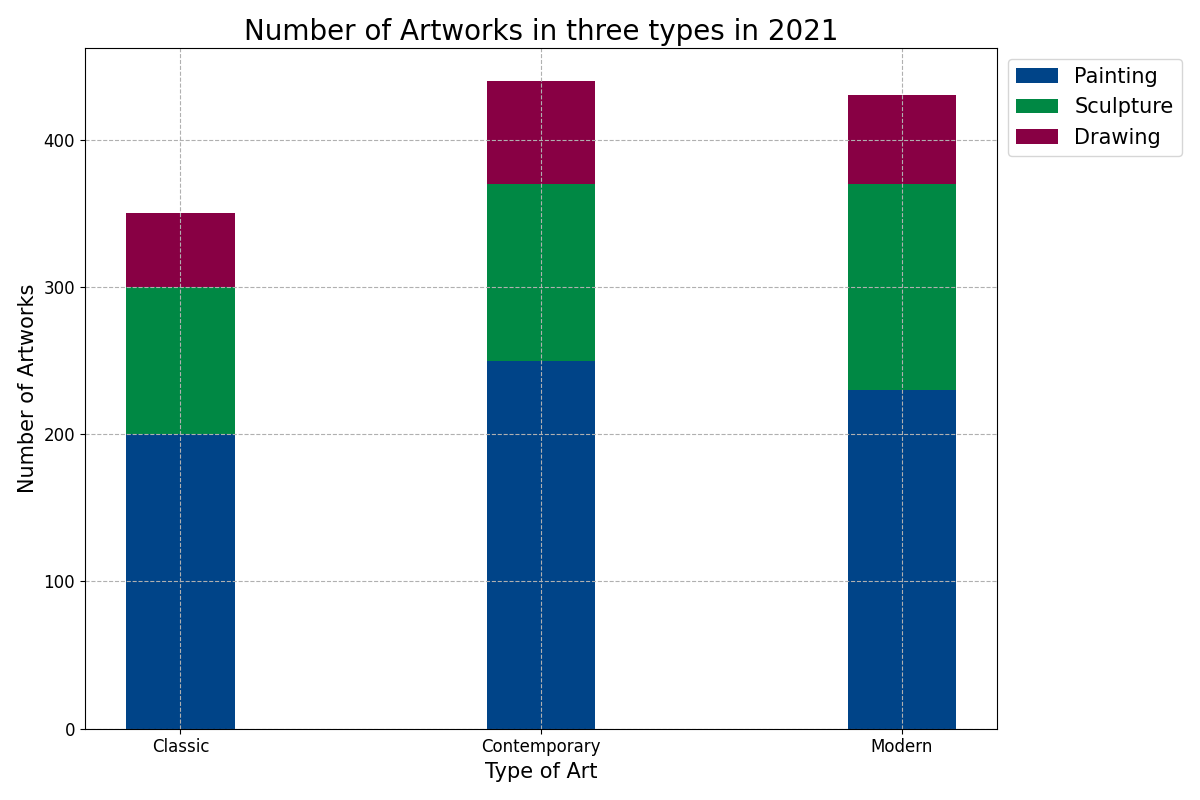 Number of Artworks in three types in 2021
Painting
Sculpture
Drawing
Number of Artworks
400
300
200
100
0
Classic
Contemporary
Modern
Type of Art